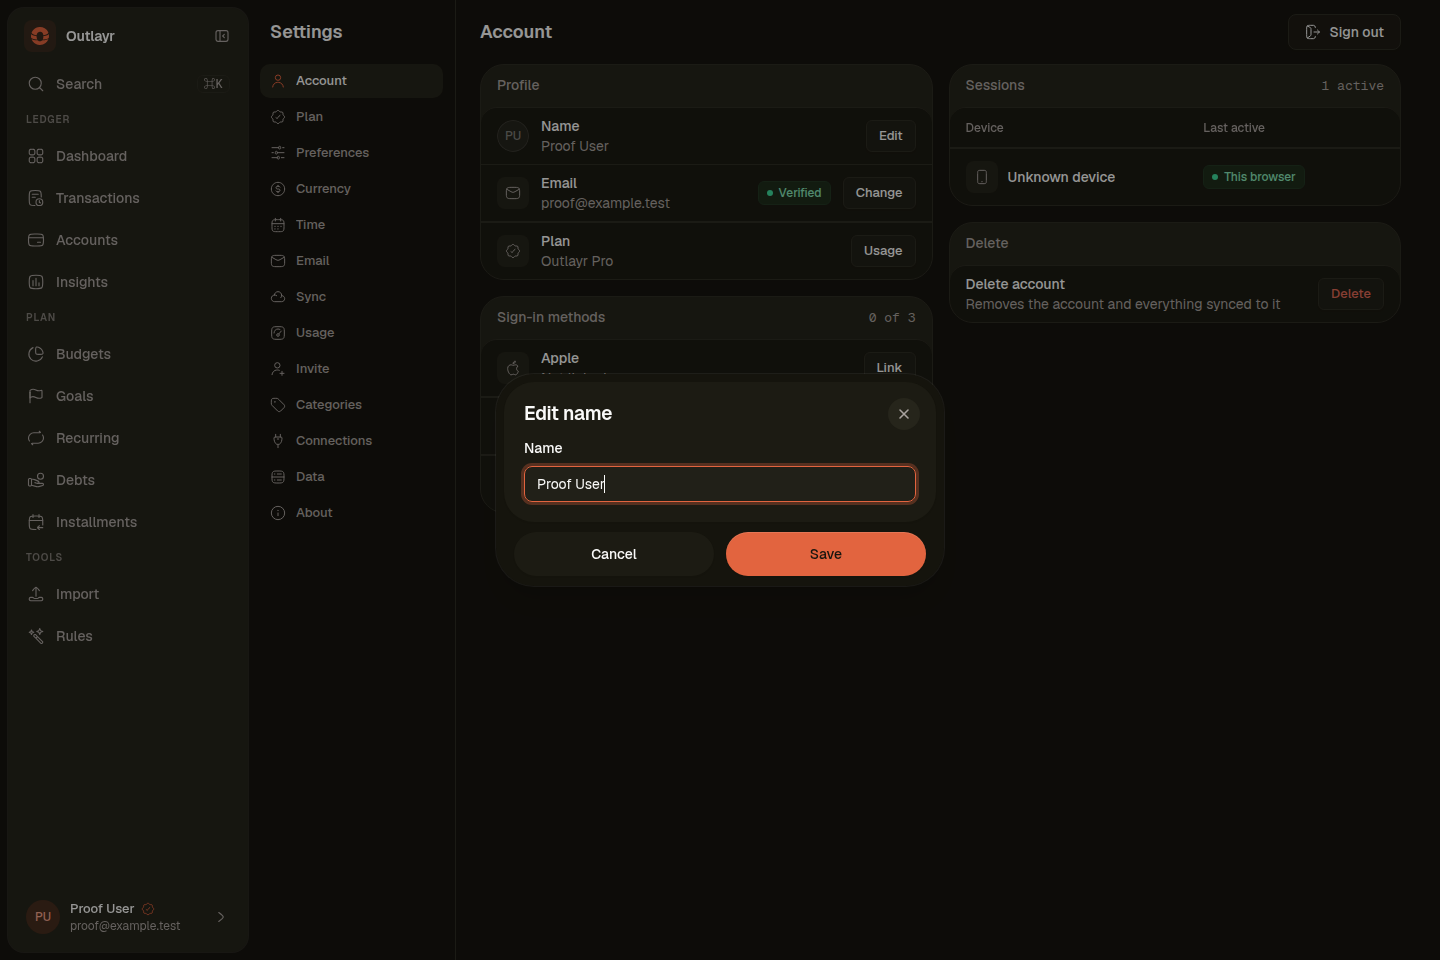 Outlayr
Search ⌘K
LEDGER
Dashboard
Transactions
Accounts
Insights
PLAN
Budgets
Goals
Recurring
Debts
Installments
TOOLS
Import
Rules
PU
Proof User
proof@example.test
Settings
Account
Plan
Preferences
Currency
Time
Email
Sync
Usage
Invite
Categories
Connections
Data
About
Account
Sign out
Profile
PU
Name
Proof User
Edit
Email
proof@example.test
Verified
Change
Plan
Outlayr Pro
Usage
Sign-in methods
0 of 3
Apple
Link
Sessions
1 active
Device
Last active
Unknown device
This browser
Delete
Delete account
Removes the account and everything synced to it
Delete
Edit name
Name
Proof User
Cancel
Save